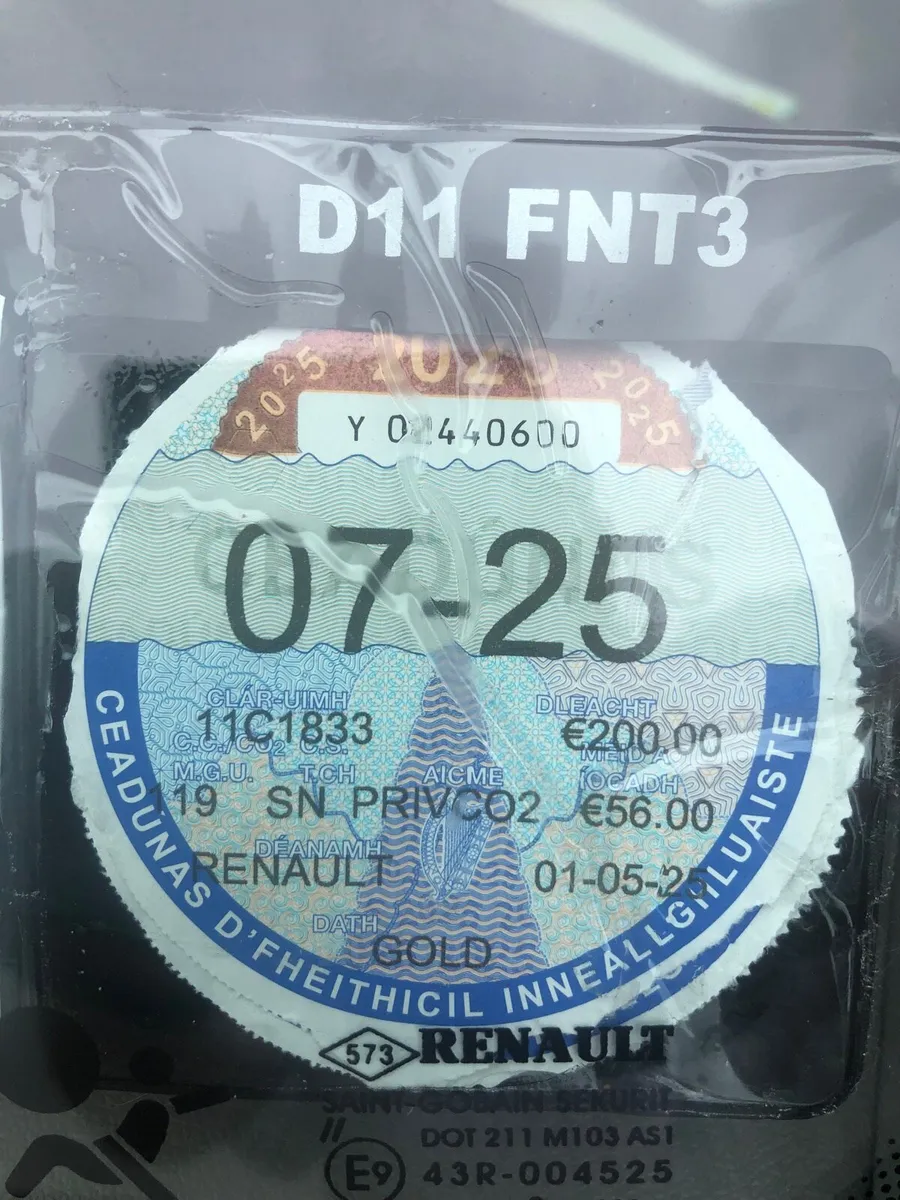 D11 FNT3
2025 2025 2025
Y 02440600
07-25
CLÁR-UIMH DLEACHT
11C1833 €200.00
C.C./CO2 C.S. MEID A
M.G.U. T.CH AICME ÍOCADH
119 SN PRIVCO2 €56.00
DÉANAMH
RENAULT 01-05-25
DATH
GOLD
CEADÚNAS D'FHEITHICIL INNEALLGHLUAISTE
573 RENAULT
SAINT-GOBAIN SEKURIT
// DOT 211 M103 AS1
E9 43R-004525